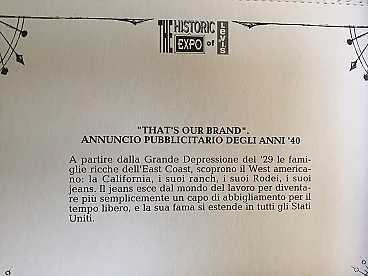 THE HISTORIC EXPO of LEVI'S
"THAT'S OUR BRAND".
ANNUNCIO PUBBLICITARIO DEGLI ANNI '40
A partire dalla Grande Depressione del '29 le fami-
glie ricche dell'East Coast, scoprono il West america-
no: la California, i suoi ranch, i suoi Rodei, i suoi
jeans. Il jeans esce dal mondo del lavoro per diventa-
re più semplicemente un capo di abbigliamento per il
tempo libero, e la sua fama si estende in tutti gli Stati
Uniti.